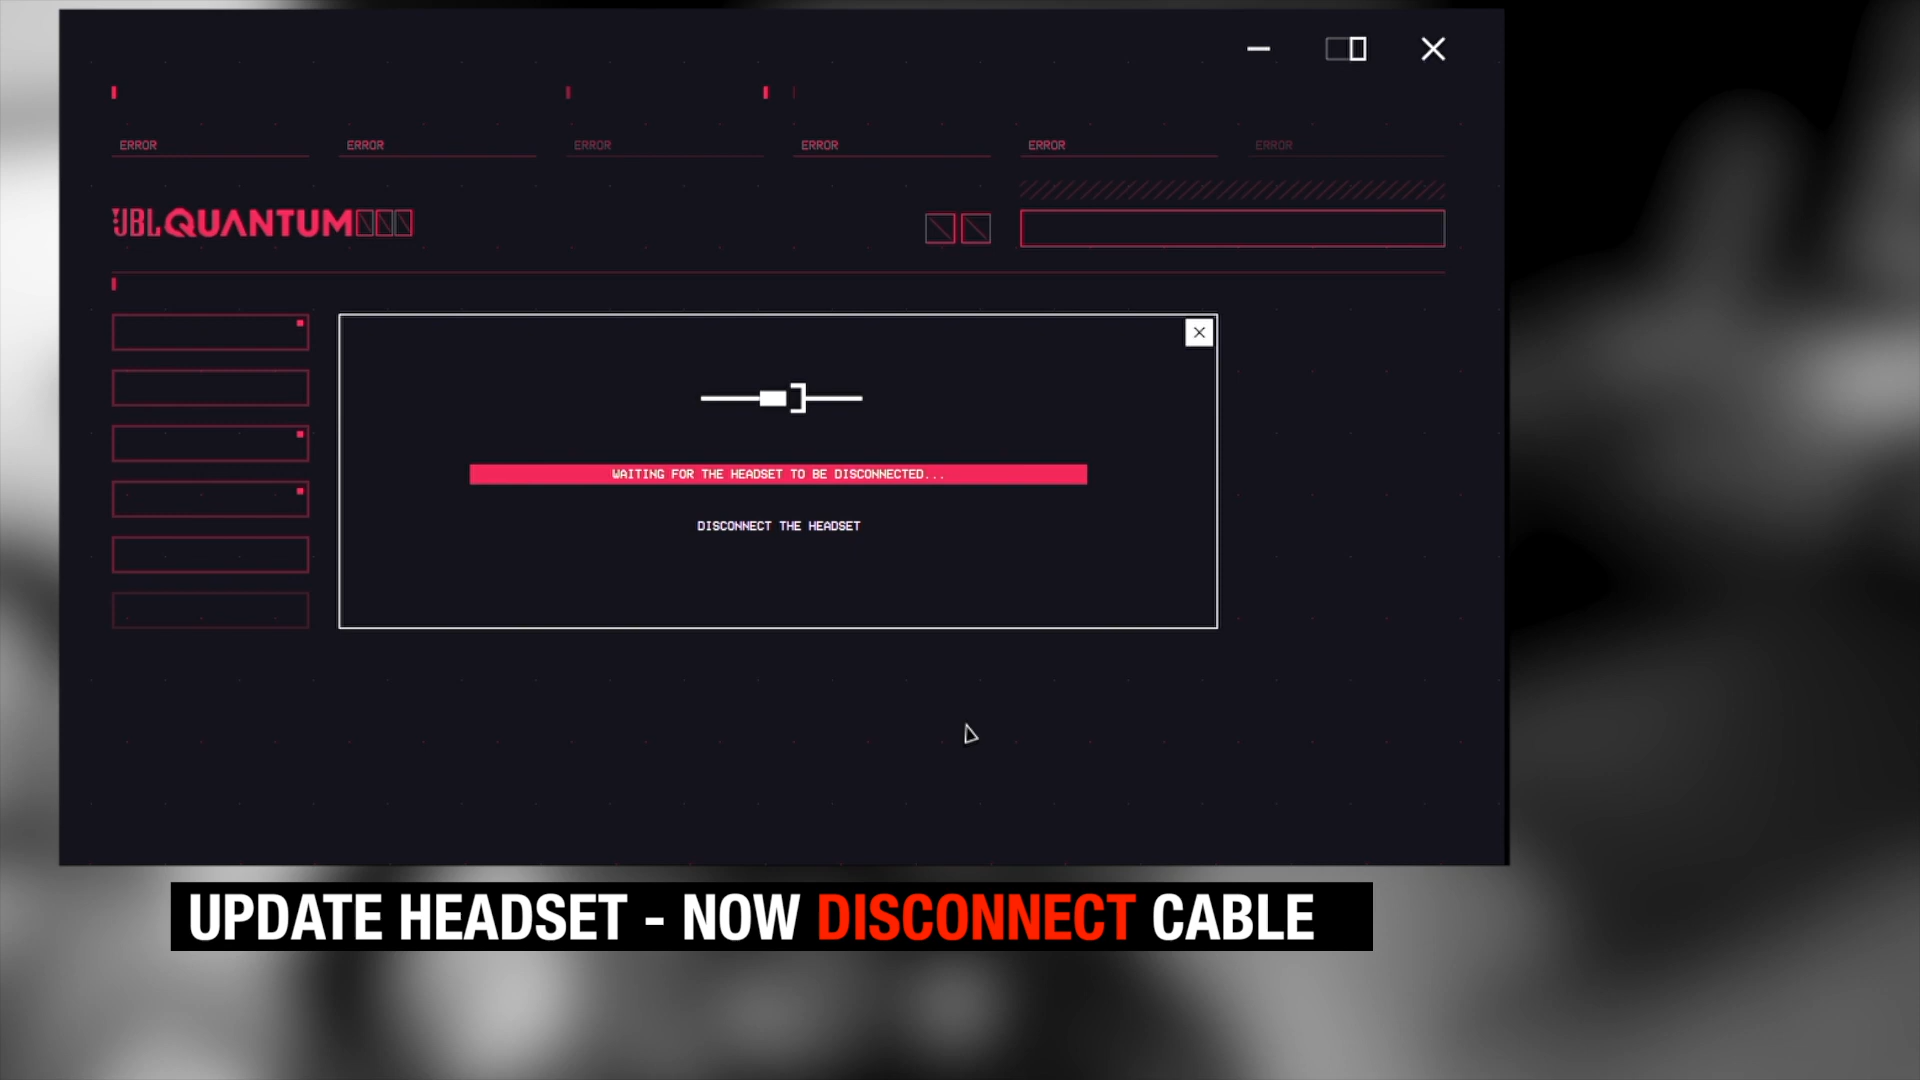 ERROR ERROR ERROR ERROR ERROR ERROR
JBL QUANTUM
WAITING FOR THE HEADSET TO BE DISCONNECTED...
DISCONNECT THE HEADSET
UPDATE HEADSET - NOW DISCONNECT CABLE